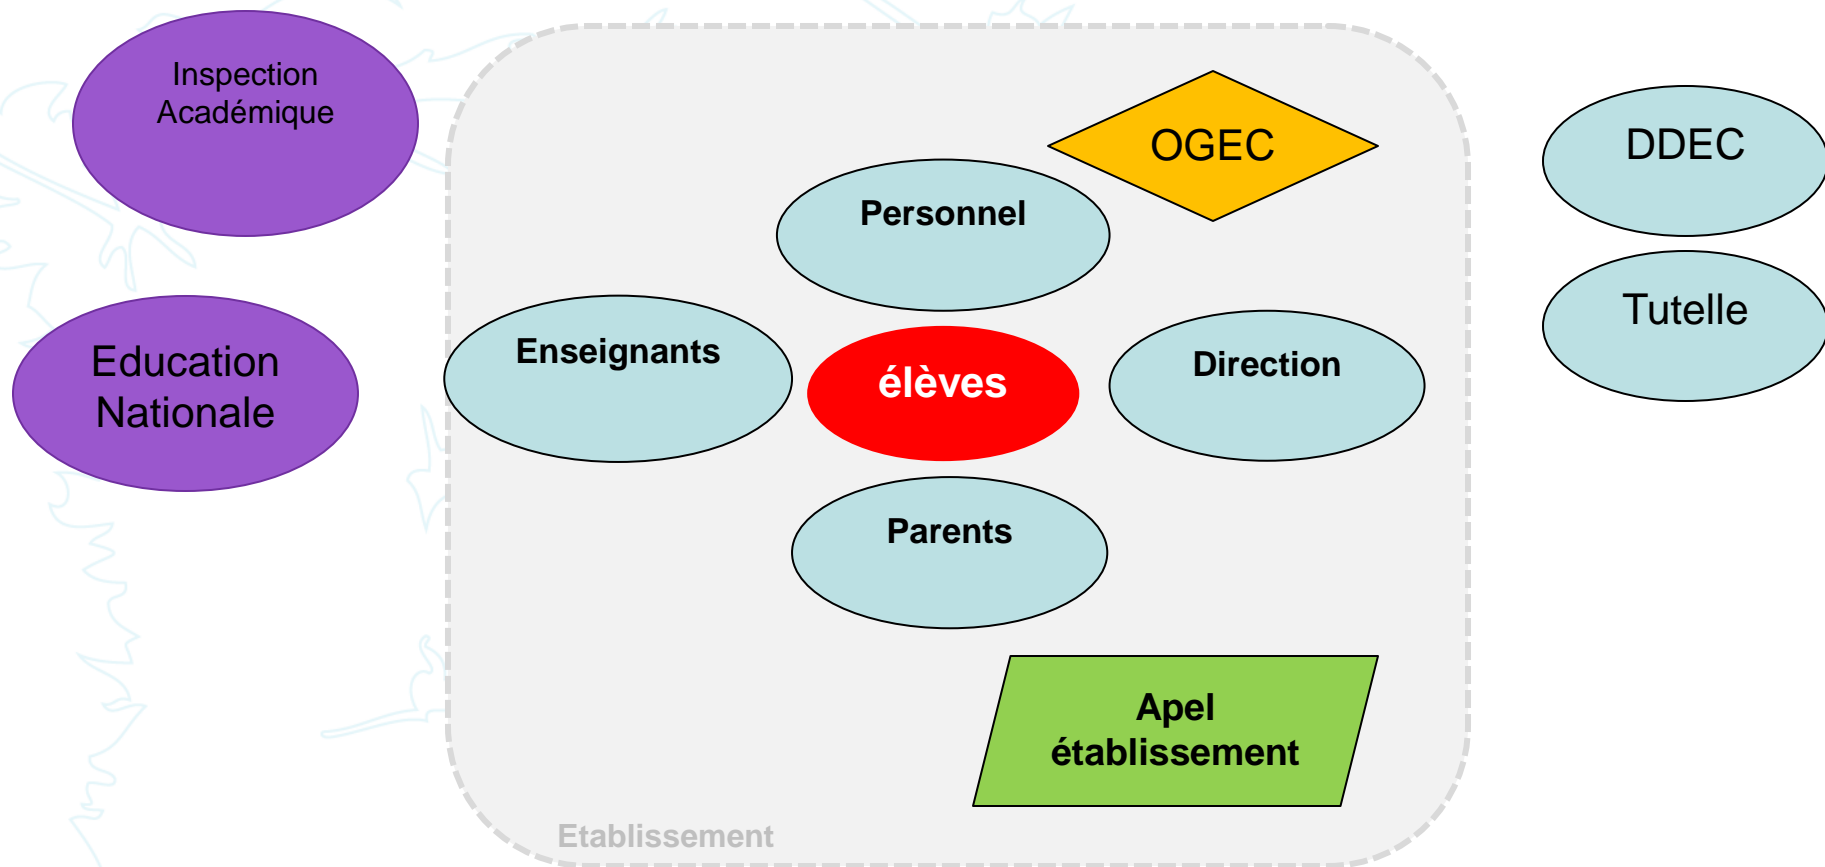 Inspection
Académique
OGEC
DDEC
Personnel
Tutelle
Education
Nationale
Enseignants
élèves
Direction
Parents
Apel
établissement
Etablissement